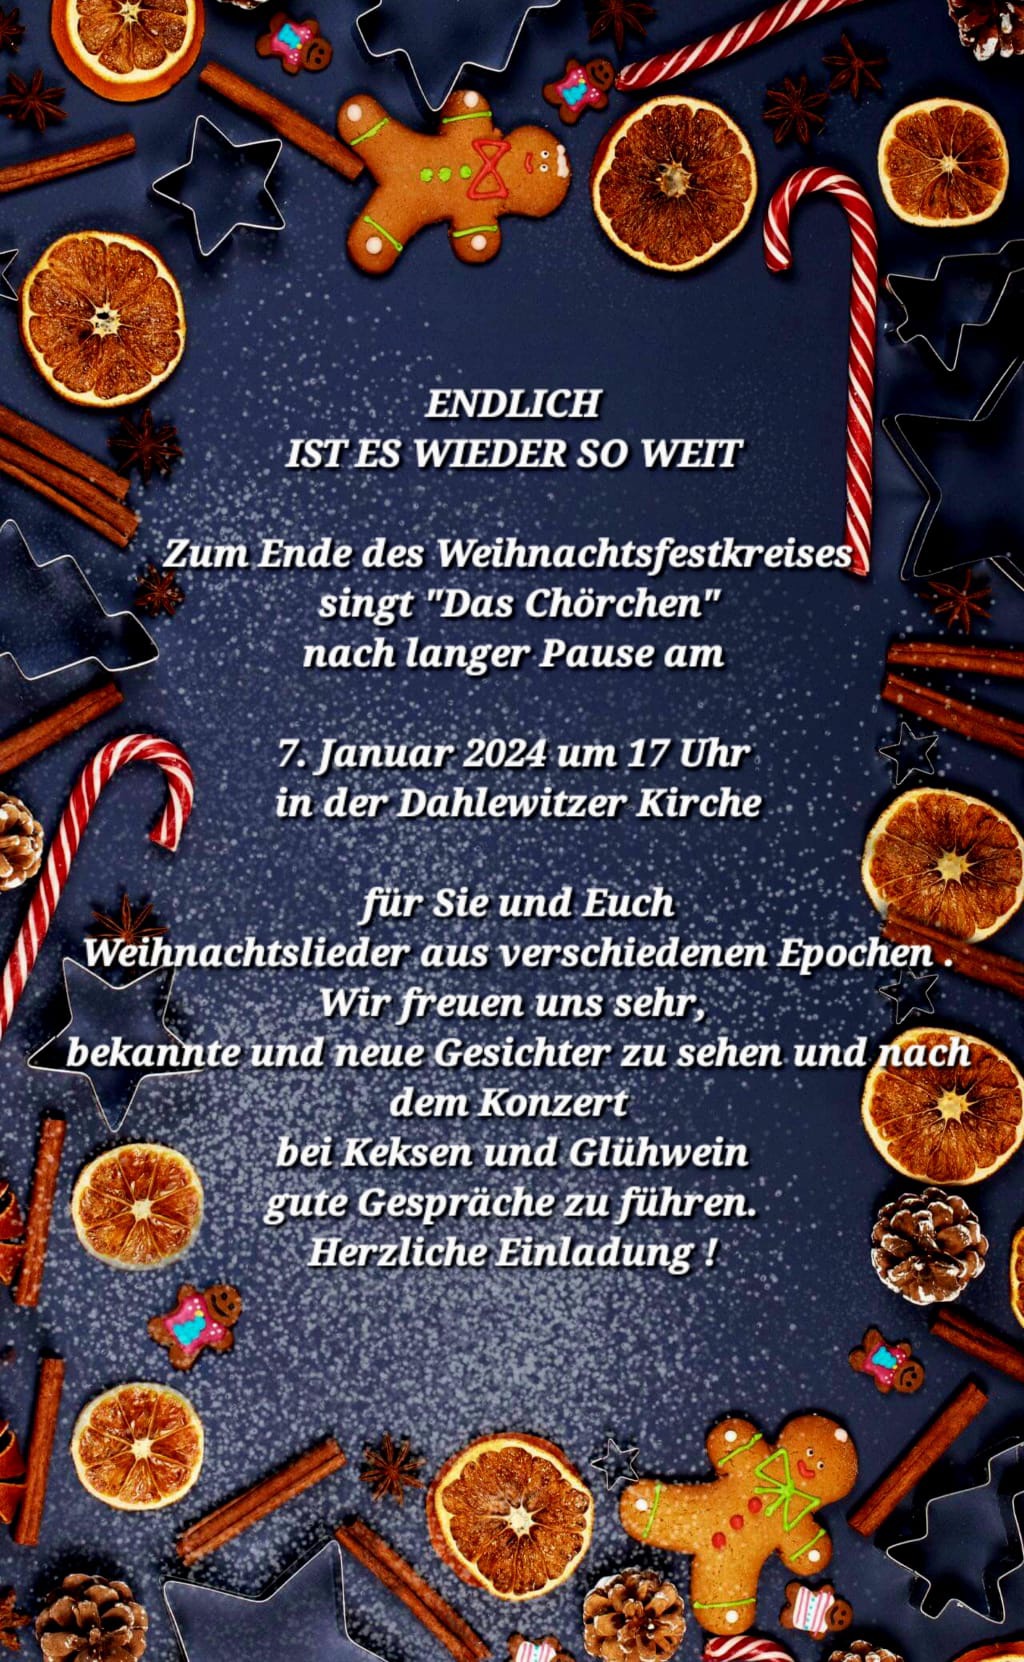 ENDLICH
IST ES WIEDER SO WEIT
Zum Ende des Weihnachtsfestkreises
singt "Das Chörchen"
nach langer Pause am
7. Januar 2024 um 17 Uhr
in der Dahlewitzer Kirche
für Sie und Euch
Weihnachtslieder aus verschiedenen Epochen .
Wir freuen uns sehr,
bekannte und neue Gesichter zu sehen und nach
dem Konzert
bei Keksen und Glühwein
gute Gespräche zu führen.
Herzliche Einladung !